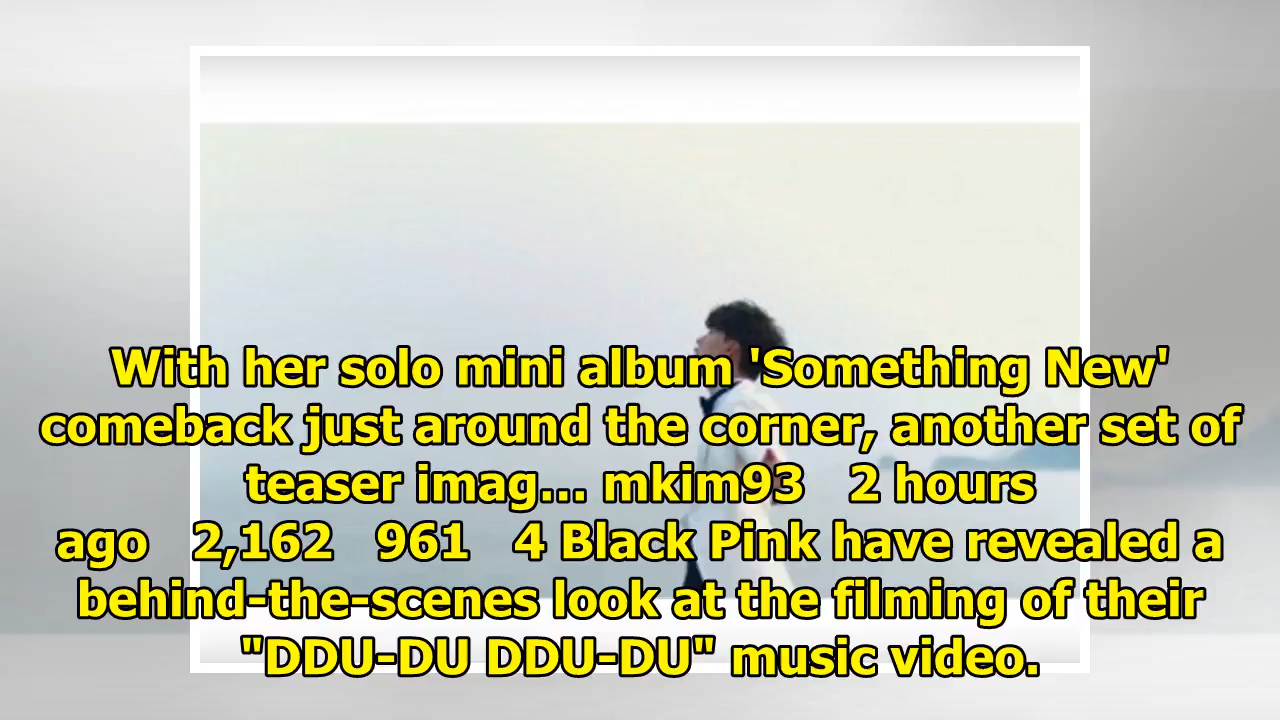 With her solo mini album 'Something New'
comeback just around the corner, another set of
teaser imag... mkim93   2 hours
ago   2,162   961   4 Black Pink have revealed a
behind-the-scenes look at the filming of their
"DDU-DU DDU-DU" music video.